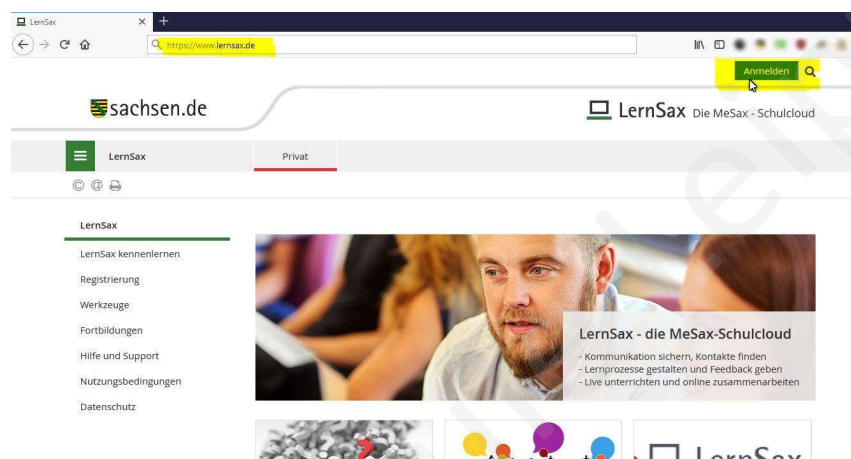 LernSax
https://www.lernsax.de
Anmelden
sachsen.de
LernSax Die MeSax - Schulcloud
LernSax
Privat
LernSax
LernSax kennenlernen
Registrierung
Werkzeuge
Fortbildungen
Hilfe und Support
Nutzungsbedingungen
Datenschutz
LernSax - die MeSax-Schulcloud
- Kommunikation sichern, Kontakte finden
- Lernprozesse gestalten und Feedback geben
- Live unterrichten und online zusammenarbeiten
LernSax